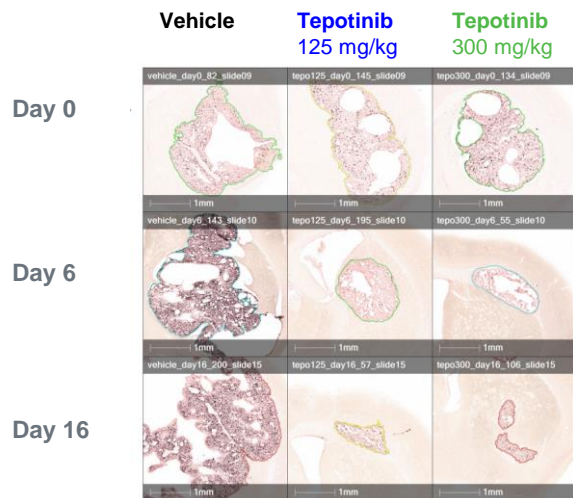 Vehicle Tepotinib Tepotinib
125 mg/kg 300 mg/kg
vehicle_day0_82_slide09 tepo125_day0_145_slide09 tepo300_day0_134_slide09
Day 0
1mm 1mm 1mm
vehicle_day6_143_slide10 tepo125_day6_195_slide10 tepo300_day6_55_slide10
Day 6
1mm 1mm 1mm
vehicle_day16_200_slide15 tepo125_day16_57_slide15 tepo300_day16_106_slide15
Day 16
1mm 1mm 1mm